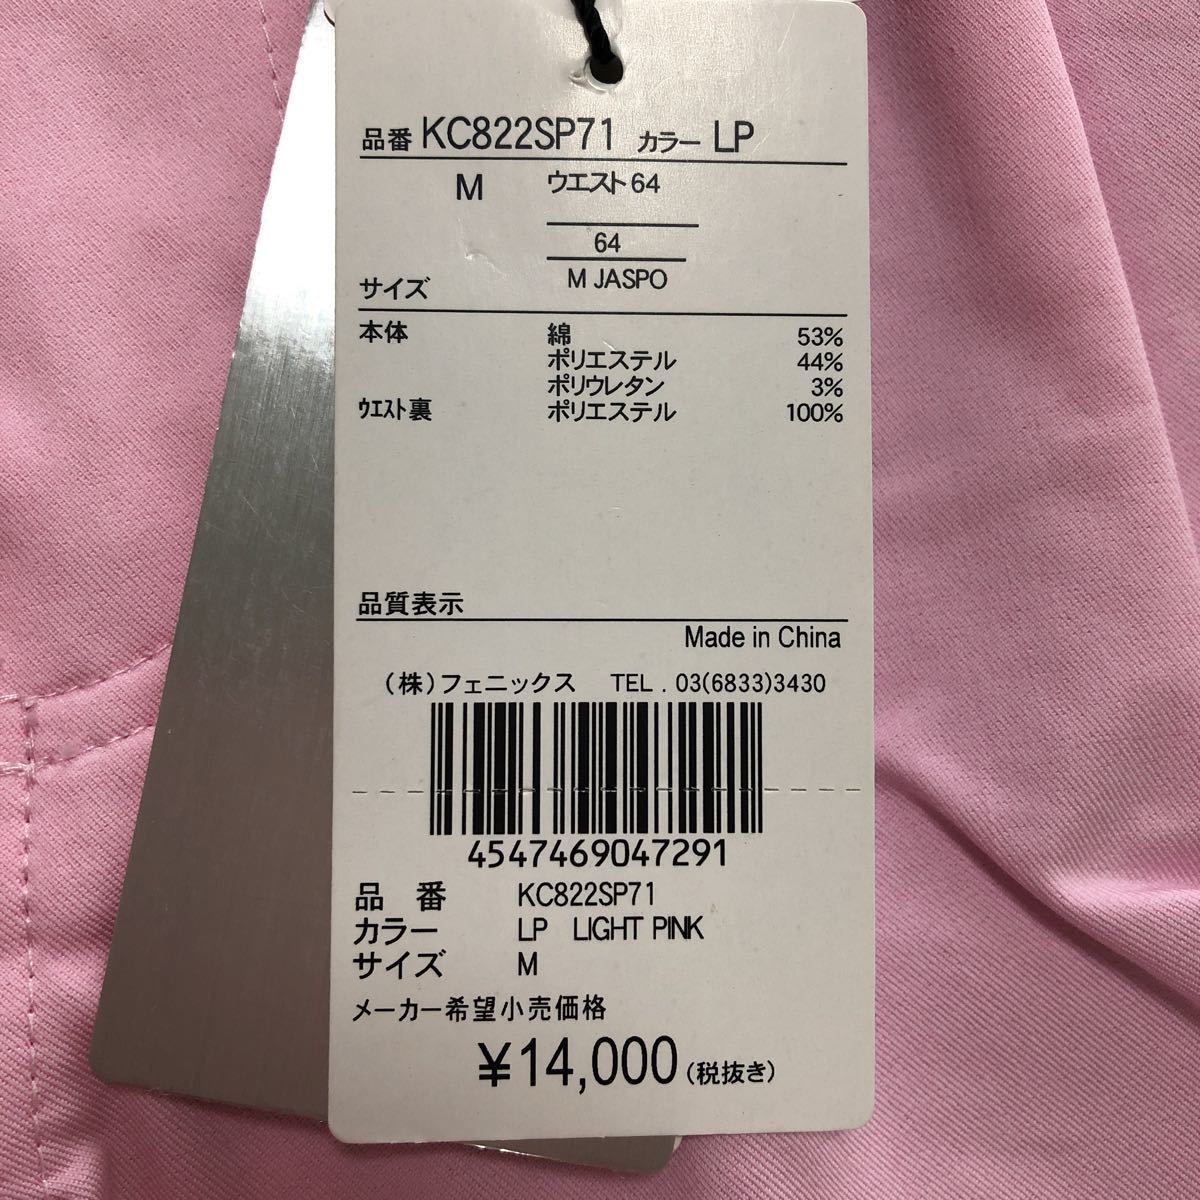 品番 KC822SP71 カラー LP
M ウエスト64
64
サイズ M JASPO
本体 綿 53%
ポリエステル 44%
ポリウレタン 3%
ウエスト裏 ポリエステル 100%
品質表示
Made in China
(株)フェニックス TEL . 03(6833)3430
4547469047291
品 番 KC822SP71
カラー LP LIGHT PINK
サイズ M
メーカー希望小売価格
¥14,000(税抜き)